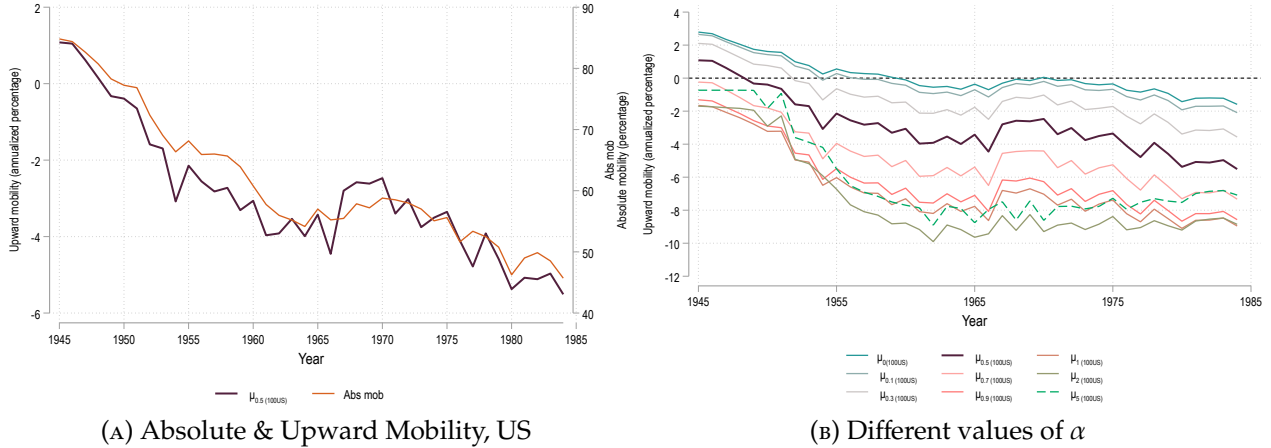 2
0
-2
-4
-6
Upward mobility (annualized percentage)
90
80
70
60
50
40
Abs mob
Absolute mobility (percentage)
1945 1950 1955 1960 1965 1970 1975 1980 1985
Year
μ0.5 (100US) Abs mob
(A) Absolute & Upward Mobility, US
4
2
0
-2
-4
-6
-8
-10
-12
Upward mobility (annualized percentage)
1945 1955 1965 1975 1985
Year
μ0(100US) μ0.5 (100US) μ1 (100US)
μ0.1 (100US) μ0.7 (100US) μ2 (100US)
μ0.3 (100US) μ0.9 (100US) μ5 (100US)
(B) Different values of α